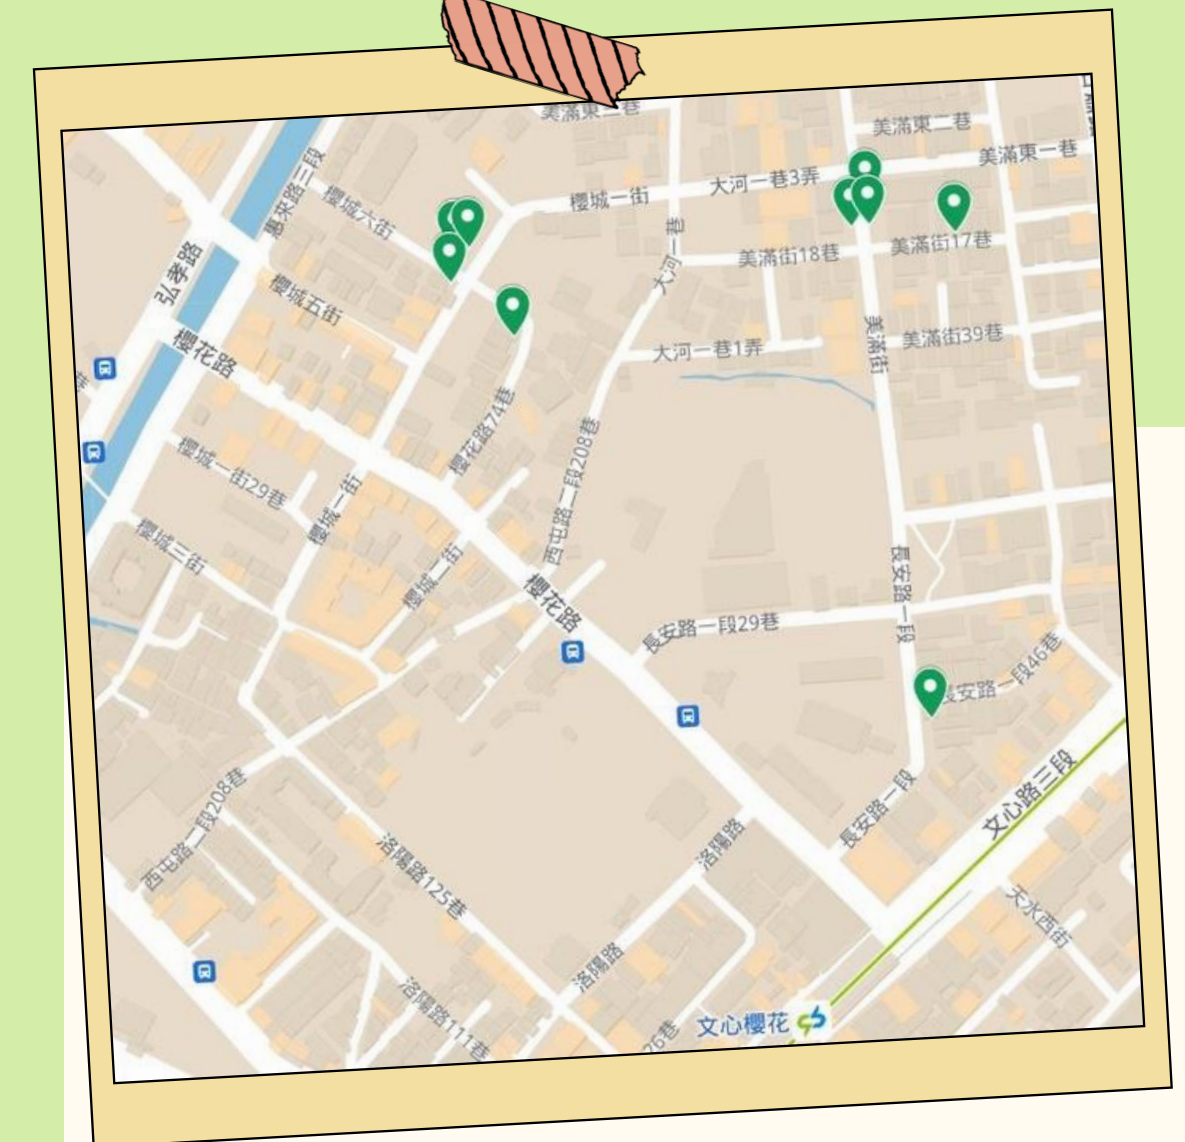 美滿東二巷
美滿東一巷
大河一巷3弄
櫻城一街
惠來路三段
櫻城六街
弘孝路
大河一巷
美滿街18巷
美滿街17巷
櫻城五街
櫻花路
大河一巷1弄
美滿街
美滿街39巷
櫻花路74巷
西屯路二段208巷
櫻城一街29巷
櫻城一街
櫻城三街
櫻城二街
櫻花路
長安路一段
長安路一段29巷
長安路一段46巷
西屯路二段208巷
洛陽路125巷
洛陽路
長安路一段
文心路三段
天水西街
洛陽路
洛陽路111巷
文心櫻花
26巷